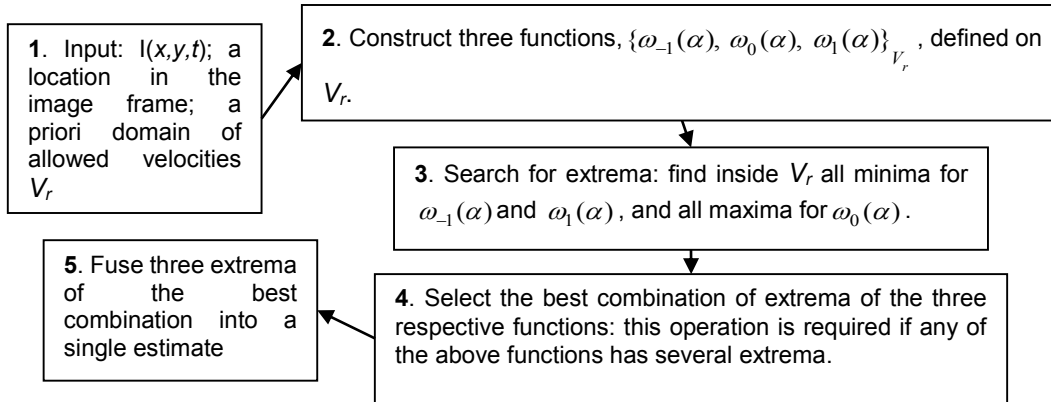 1. Input: I(x,y,t); a
location in the
image frame; a
priori domain of
allowed velocities
Vr
2. Construct three functions, {ω₋₁(α), ω₀(α), ω₁(α)}Vr , defined on
Vr.
3. Search for extrema: find inside Vr all minima for
ω₋₁(α) and ω₁(α) , and all maxima for ω₀(α) .
4. Select the best combination of extrema of the three
respective functions: this operation is required if any of
the above functions has several extrema.
5. Fuse three extrema
of the best
combination into a
single estimate